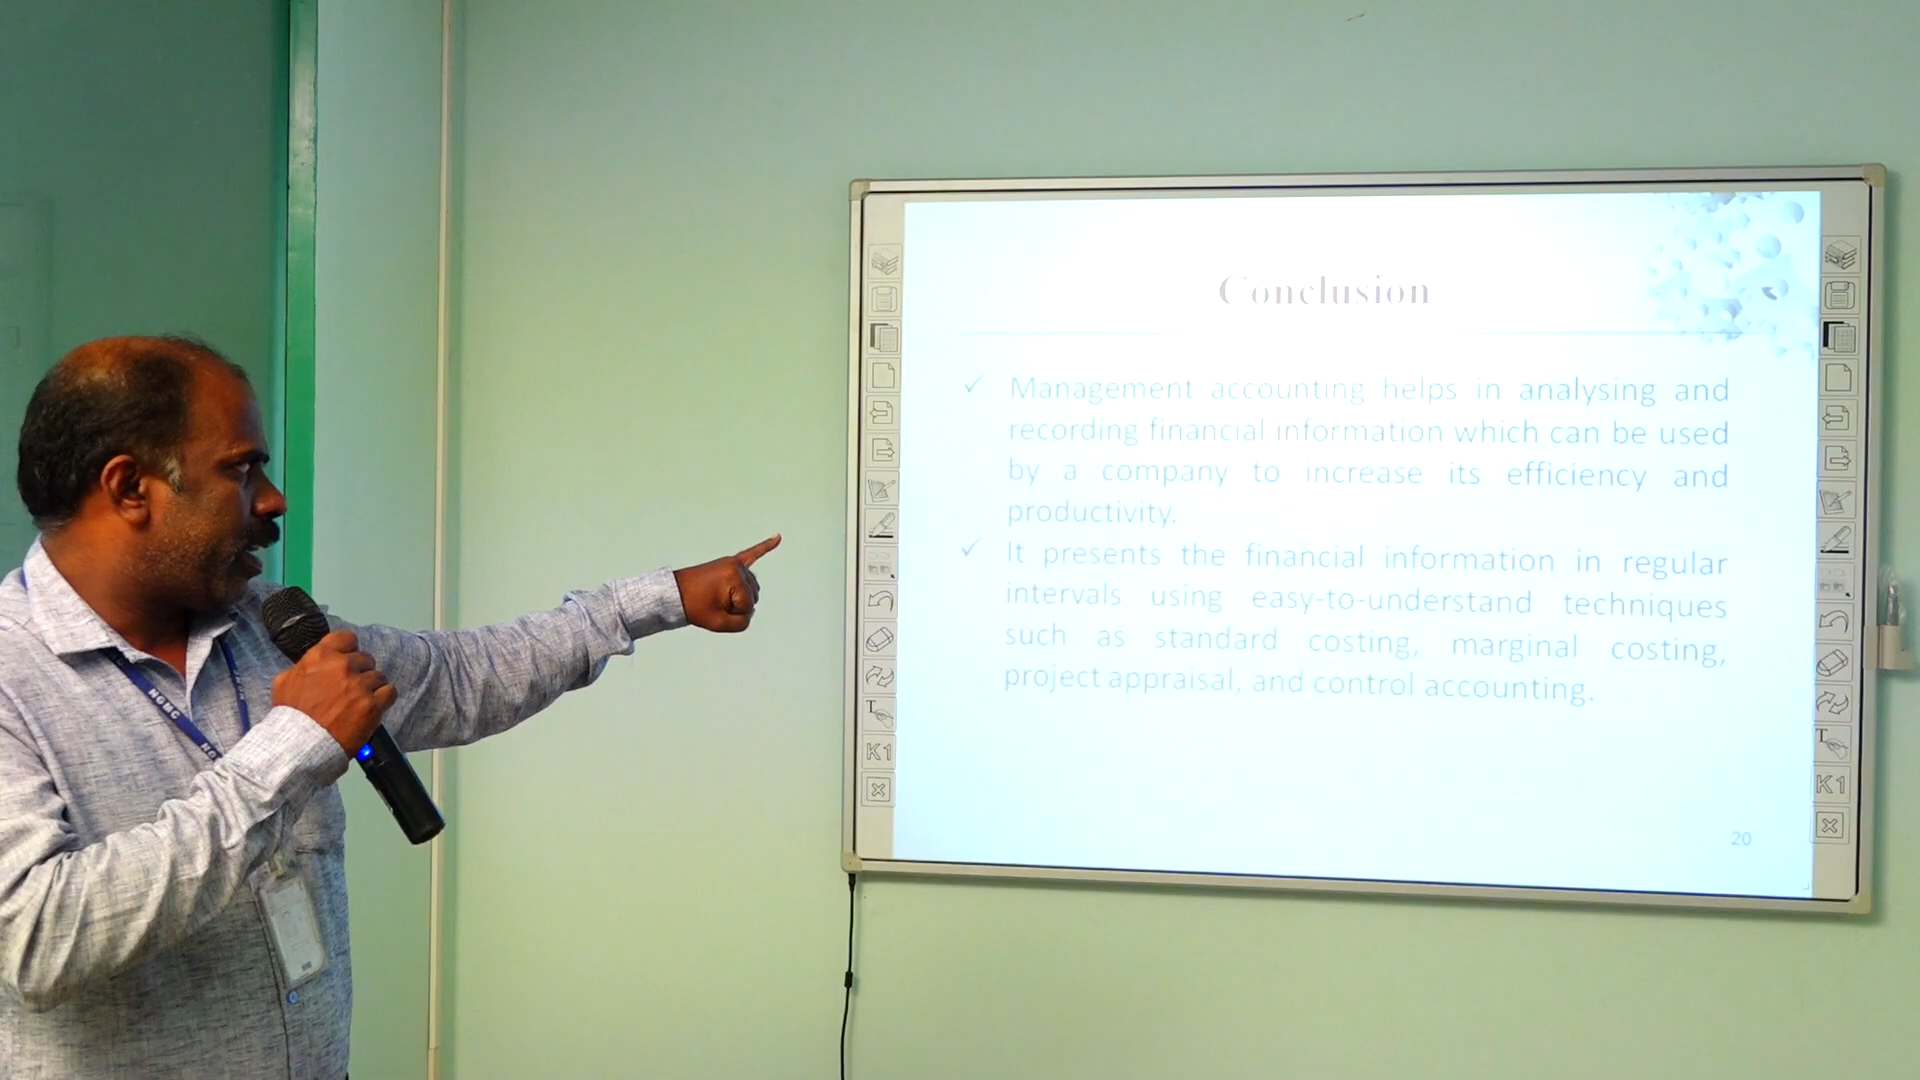 Conclusion
✓ Management accounting helps in analysing and
recording financial information which can be used
by a company to increase its efficiency and
productivity.
✓ It presents the financial information in regular
intervals using easy-to-understand techniques
such as standard costing, marginal costing,
project appraisal, and control accounting.
20
T
K1
T
K1
NGMC